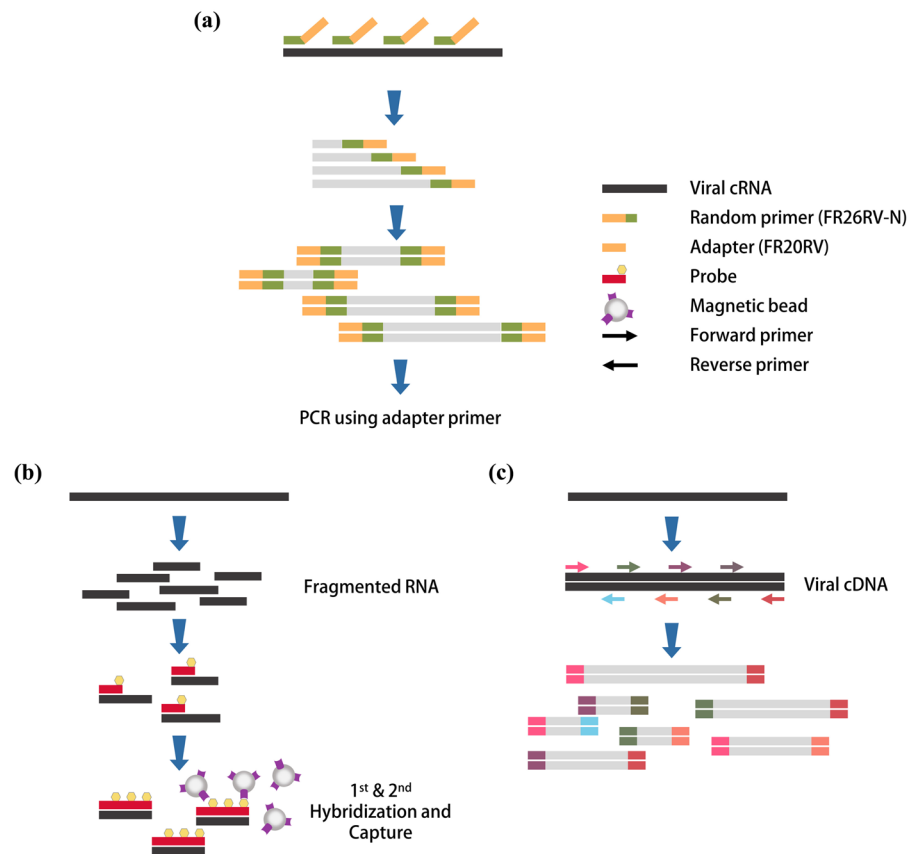 (a)
Viral cRNA
Random primer (FR26RV-N)
Adapter (FR20RV)
Probe
Magnetic bead
Forward primer
Reverse primer
PCR using adapter primer
(b)
Fragmented RNA
1st & 2nd
Hybridization and
Capture
(c)
Viral cDNA